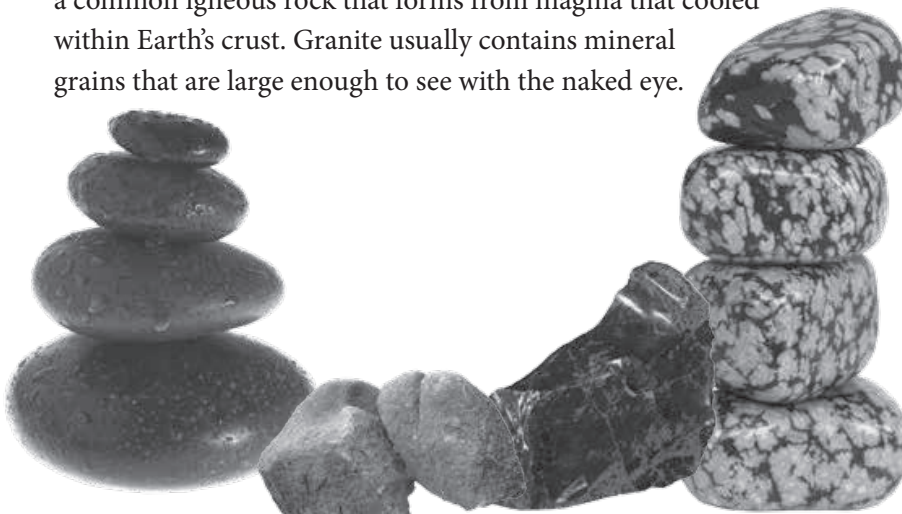 a common igneous rock that forms from magma that cooled
within Earth’s crust. Granite usually contains mineral
grains that are large enough to see with the naked eye.